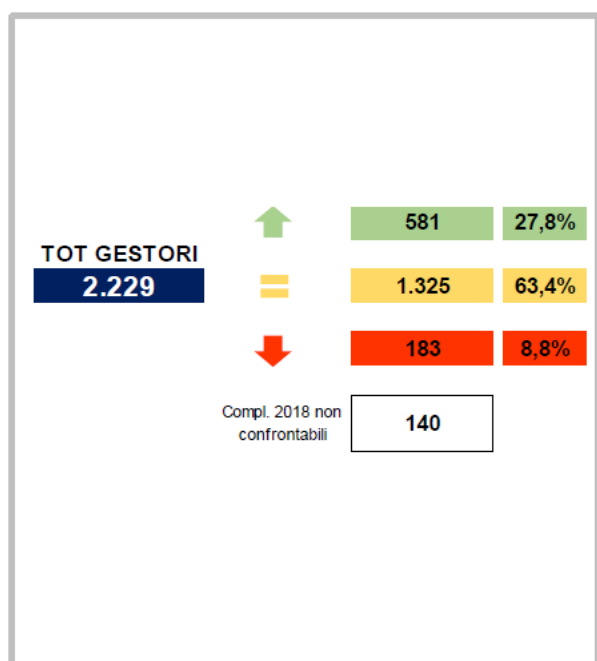 581 27,8%
TOT GESTORI
2.229
1.325 63,4%
183 8,8%
Compl. 2018 non
confrontabili
140